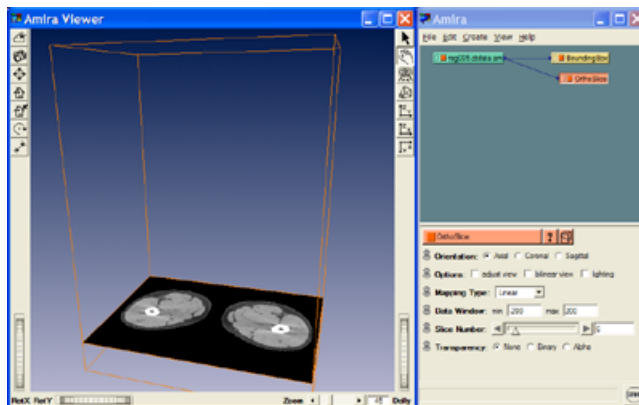 Amira Viewer
RotX RotY
Zoom
45
Dolly
Amira
File Edit Create View Help
BoundingBox
OrthoSlice
OrthoSlice
?
Orientation: Axial Coronal Sagittal
Options: adjust view bilinear view lighting
Mapping Type: Linear
Data Window: min -200 max 200
Slice Number:
Transparency: None Binary Alpha